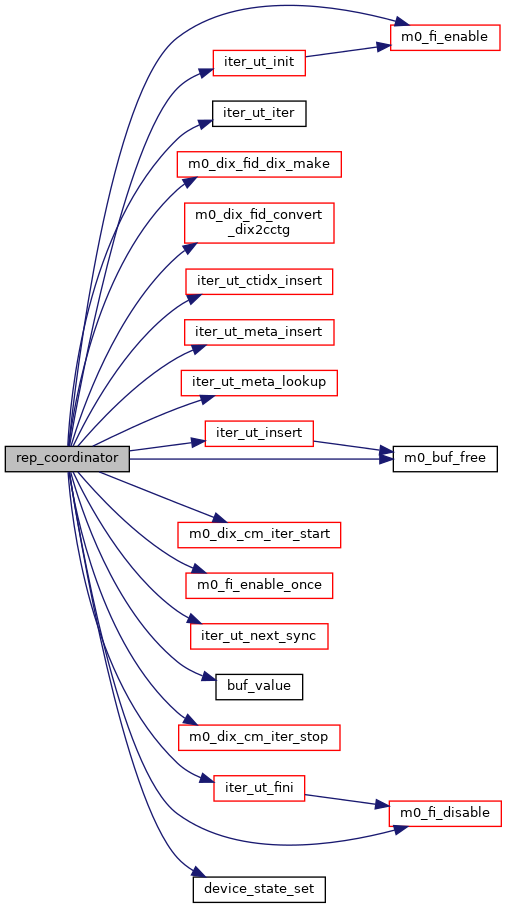 m0_fi_enable
iter_ut_init
iter_ut_iter
m0_dix_fid_dix_make
m0_dix_fid_convert
_dix2cctg
iter_ut_ctidx_insert
iter_ut_meta_insert
iter_ut_meta_lookup
iter_ut_insert
rep_coordinator
m0_buf_free
m0_dix_cm_iter_start
m0_fi_enable_once
iter_ut_next_sync
buf_value
m0_dix_cm_iter_stop
iter_ut_fini
m0_fi_disable
device_state_set